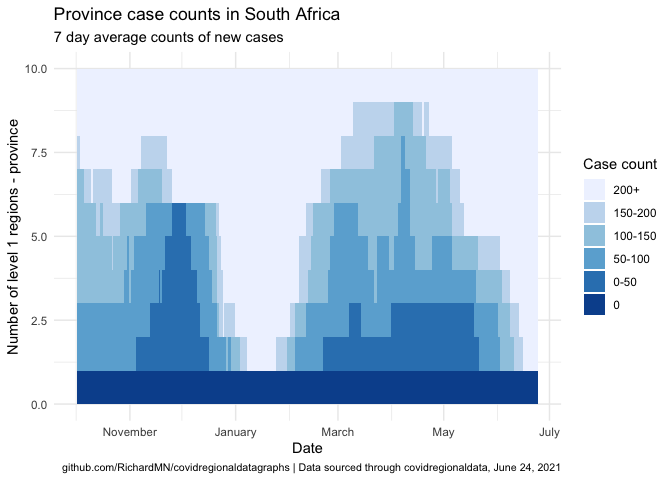 Province case counts in South Africa
7 day average counts of new cases
Number of level 1 regions - province
10.0
7.5
5.0
2.5
0.0
November
January
March
May
July
Date
Case count
200+
150-200
100-150
50-100
0-50
0
github.com/RichardMN/covidregionaldatagraphs | Data sourced through covidregionaldata, June 24, 2021